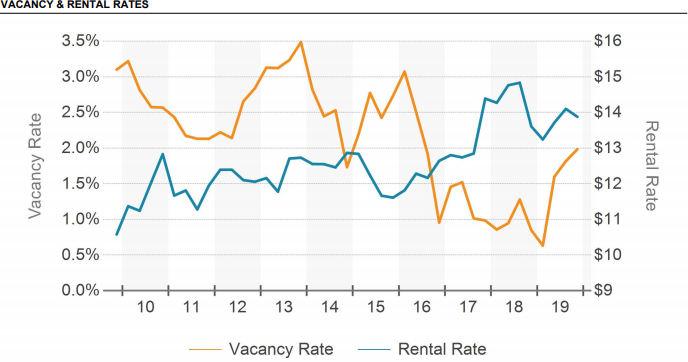 VACANCY & RENTAL RATES
3.5% $16
3.0% $15
2.5% $14
2.0% $13
1.5% $12
1.0% $11
0.5% $10
0.0% $9
Vacancy Rate
Rental Rate
10 11 12 13 14 15 16 17 18 19
Vacancy Rate Rental Rate